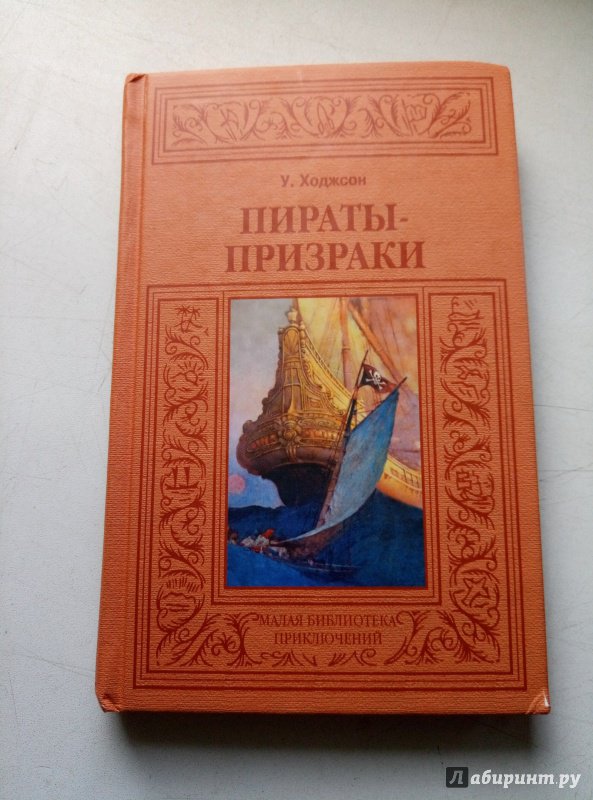 У. Ходжсон
ПИРАТЫ-
ПРИЗРАКИ
МАЛАЯ БИБЛИОТЕКА
ПРИКЛЮЧЕНИЙ
Лабиринт.ру